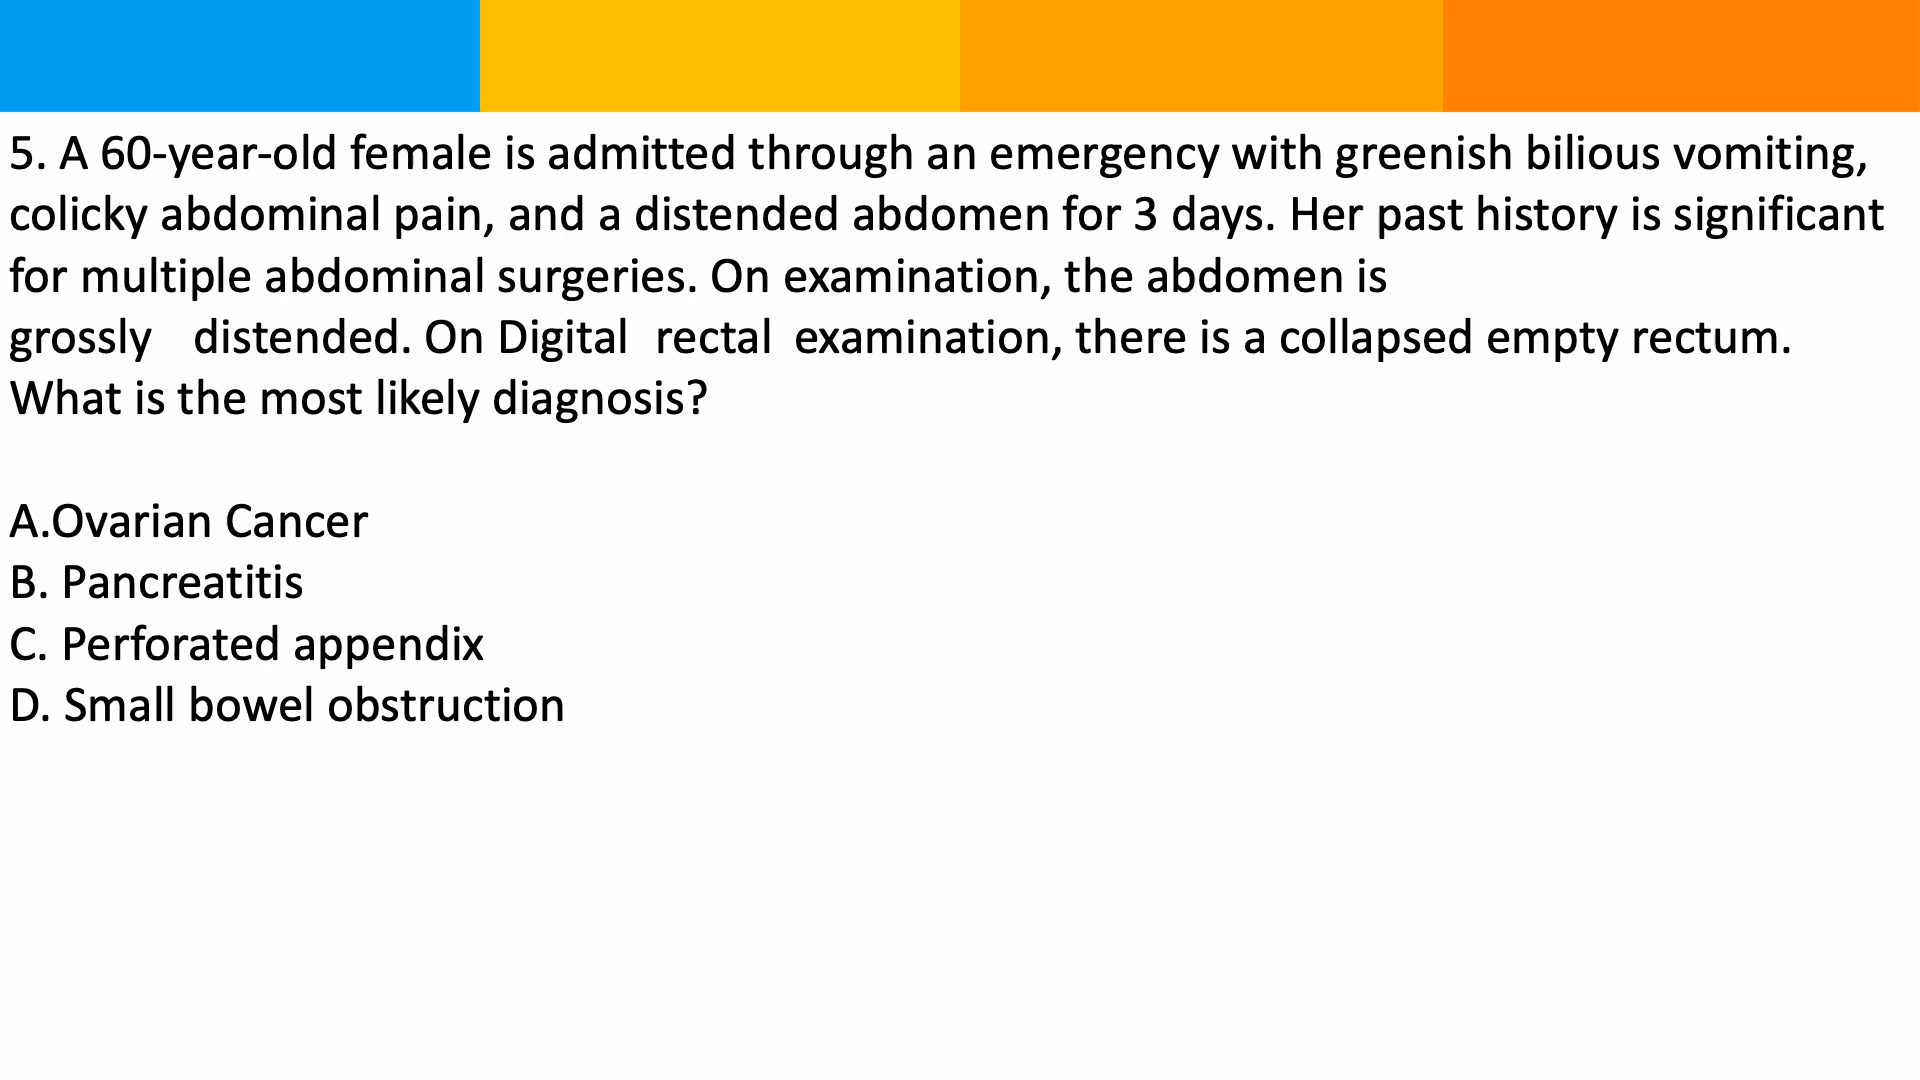 5. A 60-year-old female is admitted through an emergency with greenish bilious vomiting,
colicky abdominal pain, and a distended abdomen for 3 days. Her past history is significant
for multiple abdominal surgeries. On examination, the abdomen is
grossly distended. On Digital rectal examination, there is a collapsed empty rectum.
What is the most likely diagnosis?
A.Ovarian Cancer
B. Pancreatitis
C. Perforated appendix
D. Small bowel obstruction